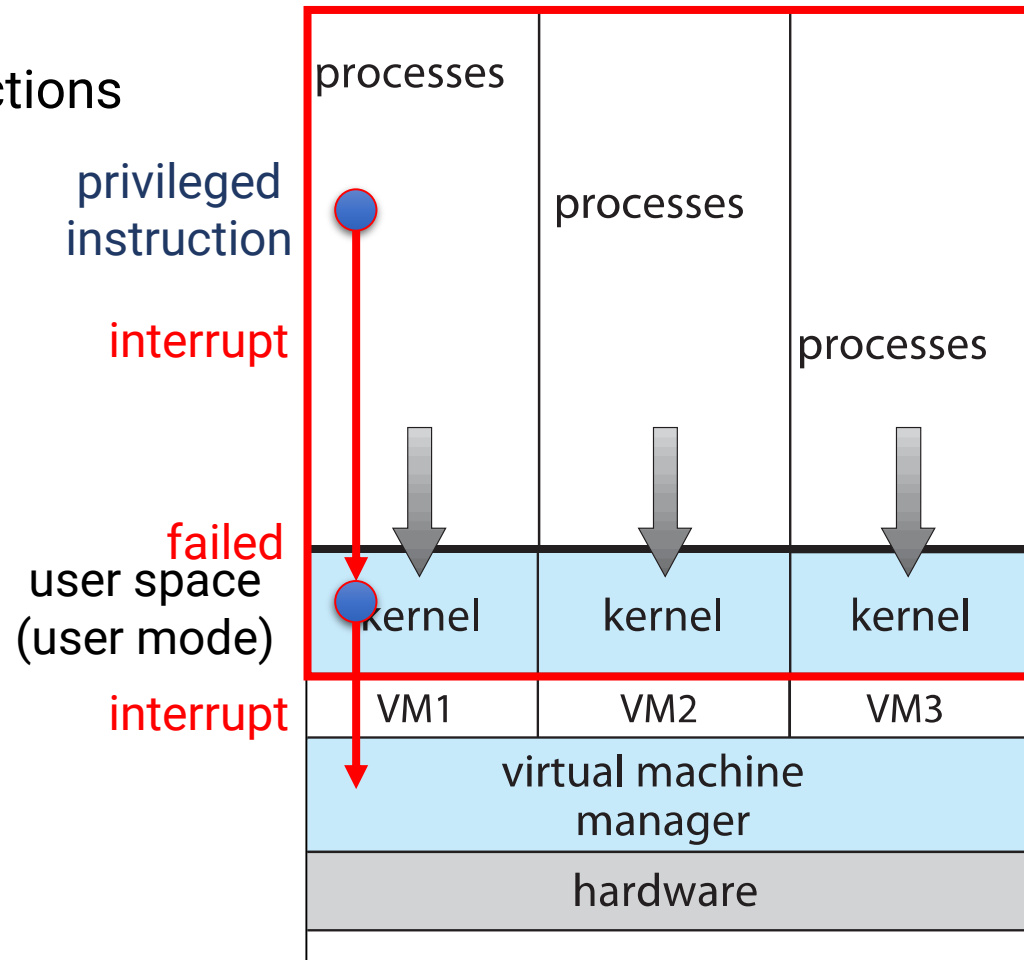 processes
ctions
privileged
instruction
processes
interrupt
processes
failed
user space
(user mode)
kernel
kernel
kernel
interrupt
VM1
VM2
VM3
virtual machine
manager
hardware